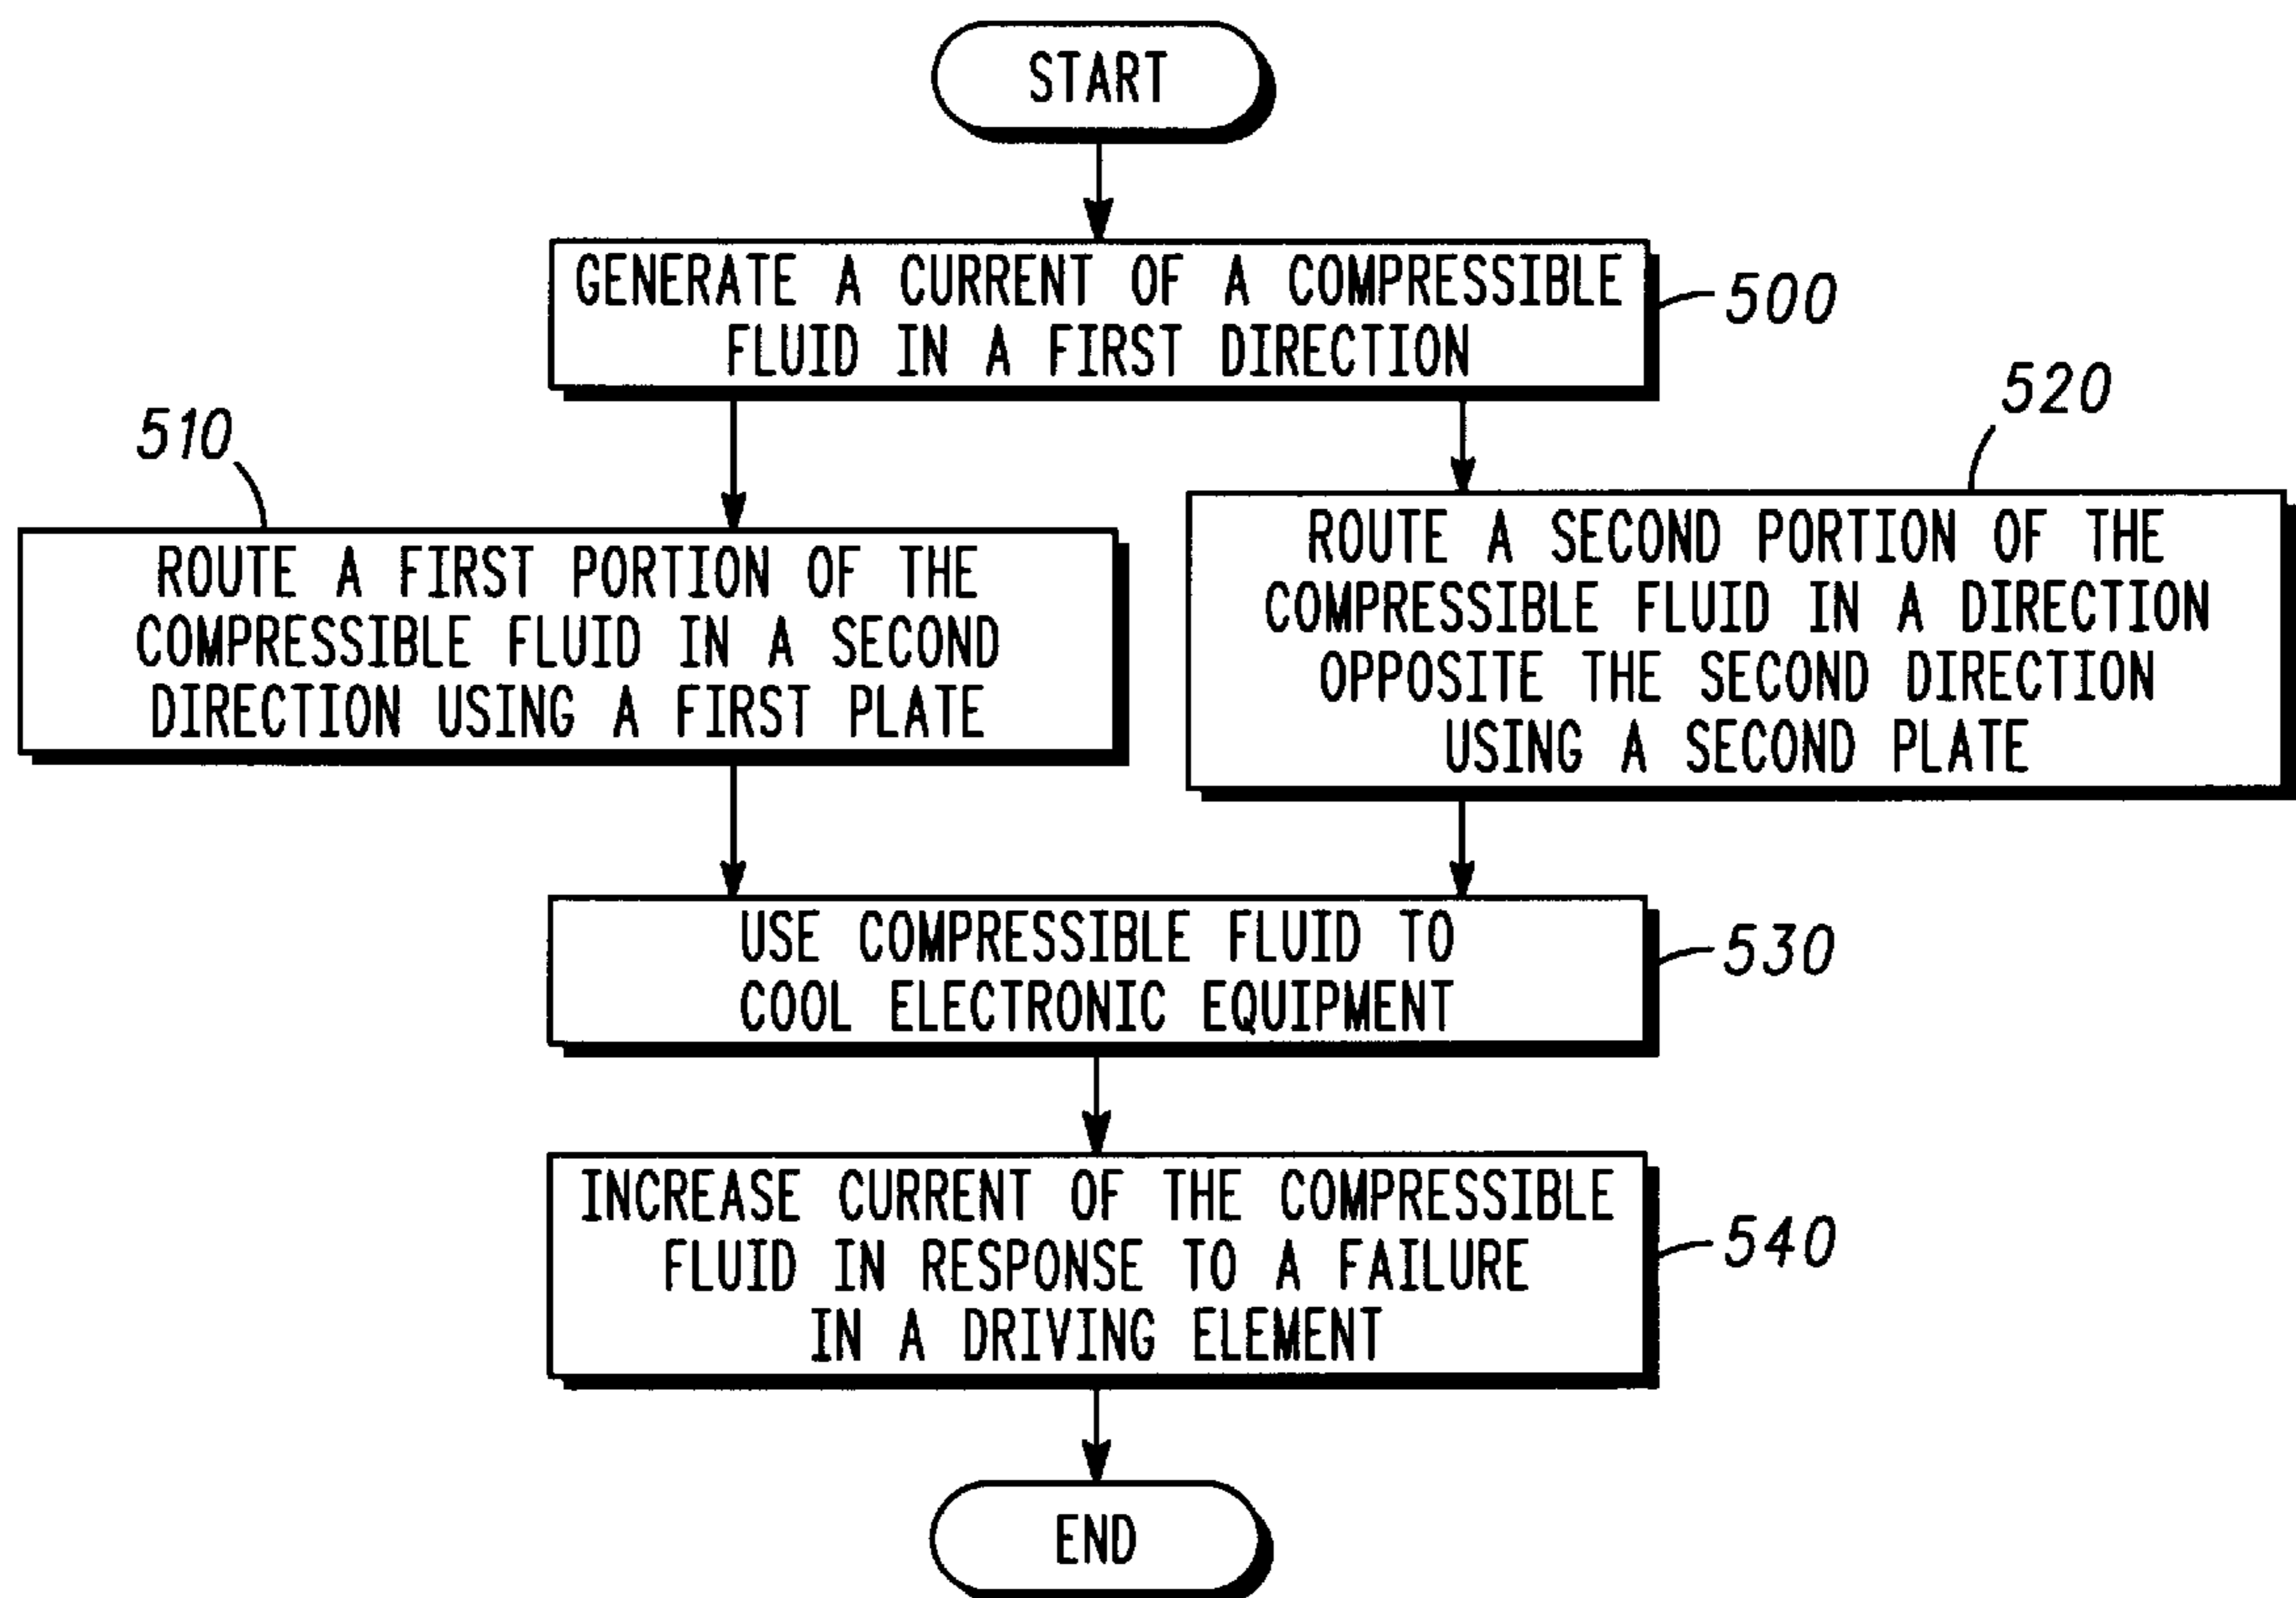 START
GENERATE A CURRENT OF A COMPRESSIBLE
FLUID IN A FIRST DIRECTION
500
510
ROUTE A FIRST PORTION OF THE
COMPRESSIBLE FLUID IN A SECOND
DIRECTION USING A FIRST PLATE
520
ROUTE A SECOND PORTION OF THE
COMPRESSIBLE FLUID IN A DIRECTION
OPPOSITE THE SECOND DIRECTION
USING A SECOND PLATE
USE COMPRESSIBLE FLUID TO
COOL ELECTRONIC EQUIPMENT
530
INCREASE CURRENT OF THE COMPRESSIBLE
FLUID IN RESPONSE TO A FAILURE
IN A DRIVING ELEMENT
540
END